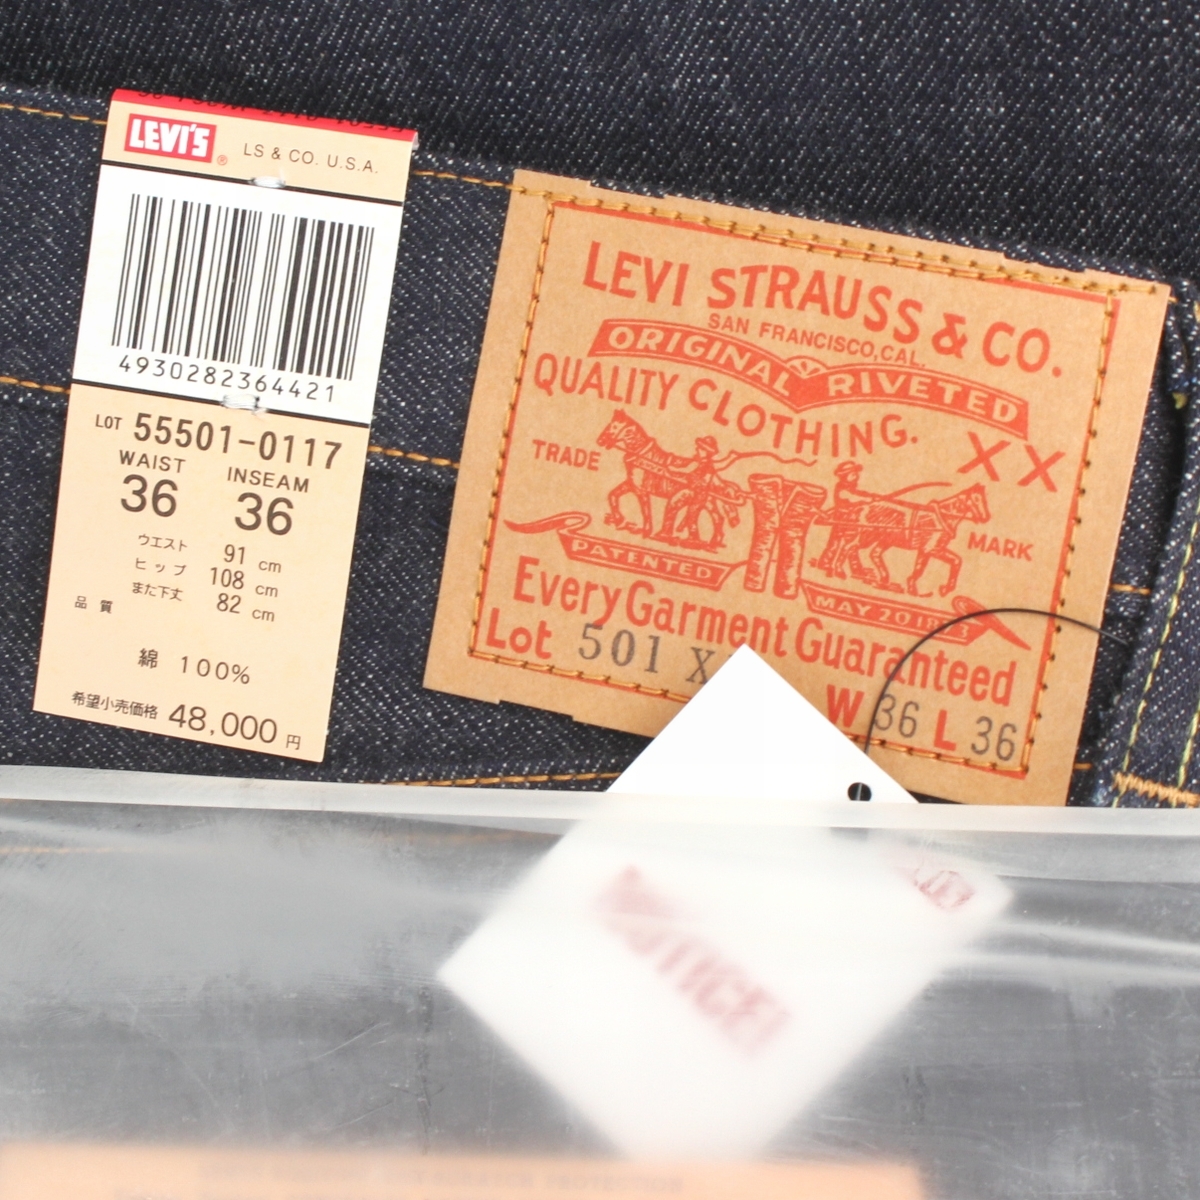 LEVI'S ® LS & CO. U.S.A.
4930282364421
LOT 55501-0117
WAIST INSEAM
36 36
ウエスト 91 cm
ヒップ 108 cm
また下丈 82 cm
品質
綿 100%
希望小売価格 48,000 円
LEVI STRAUSS & CO.
SAN FRANCISCO, CAL.
ORIGINAL RIVETED
QUALITY CLOTHING.
XX
TRADE MARK
PATENTED MAY 20 1873
Every Garment Guaranteed
Lot 501 X
W 36 L 36